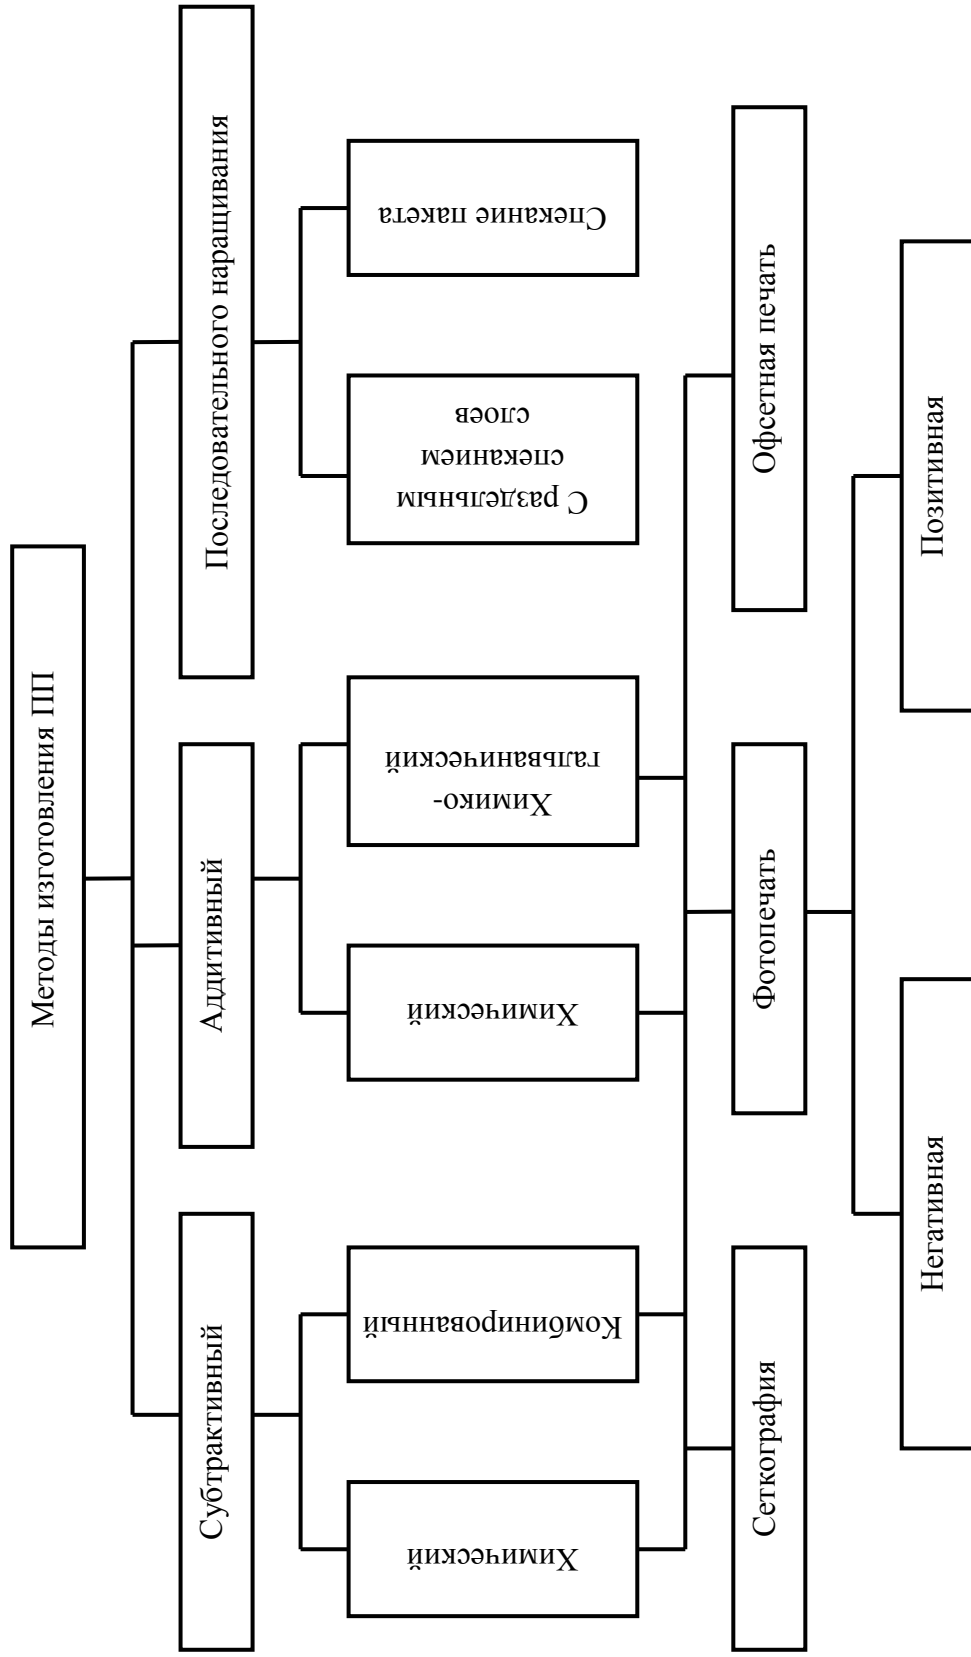 Методы изготовления ПП
Субтрактивный
Аддитивный
Последовательного наращивания
Химический
Комбинированный
Химический
Химико-
гальванический
С раздельным
спеканием
слоев
Спекание пакета
Сеткография
Фотопечать
Офсетная печать
Негативная
Позитивная